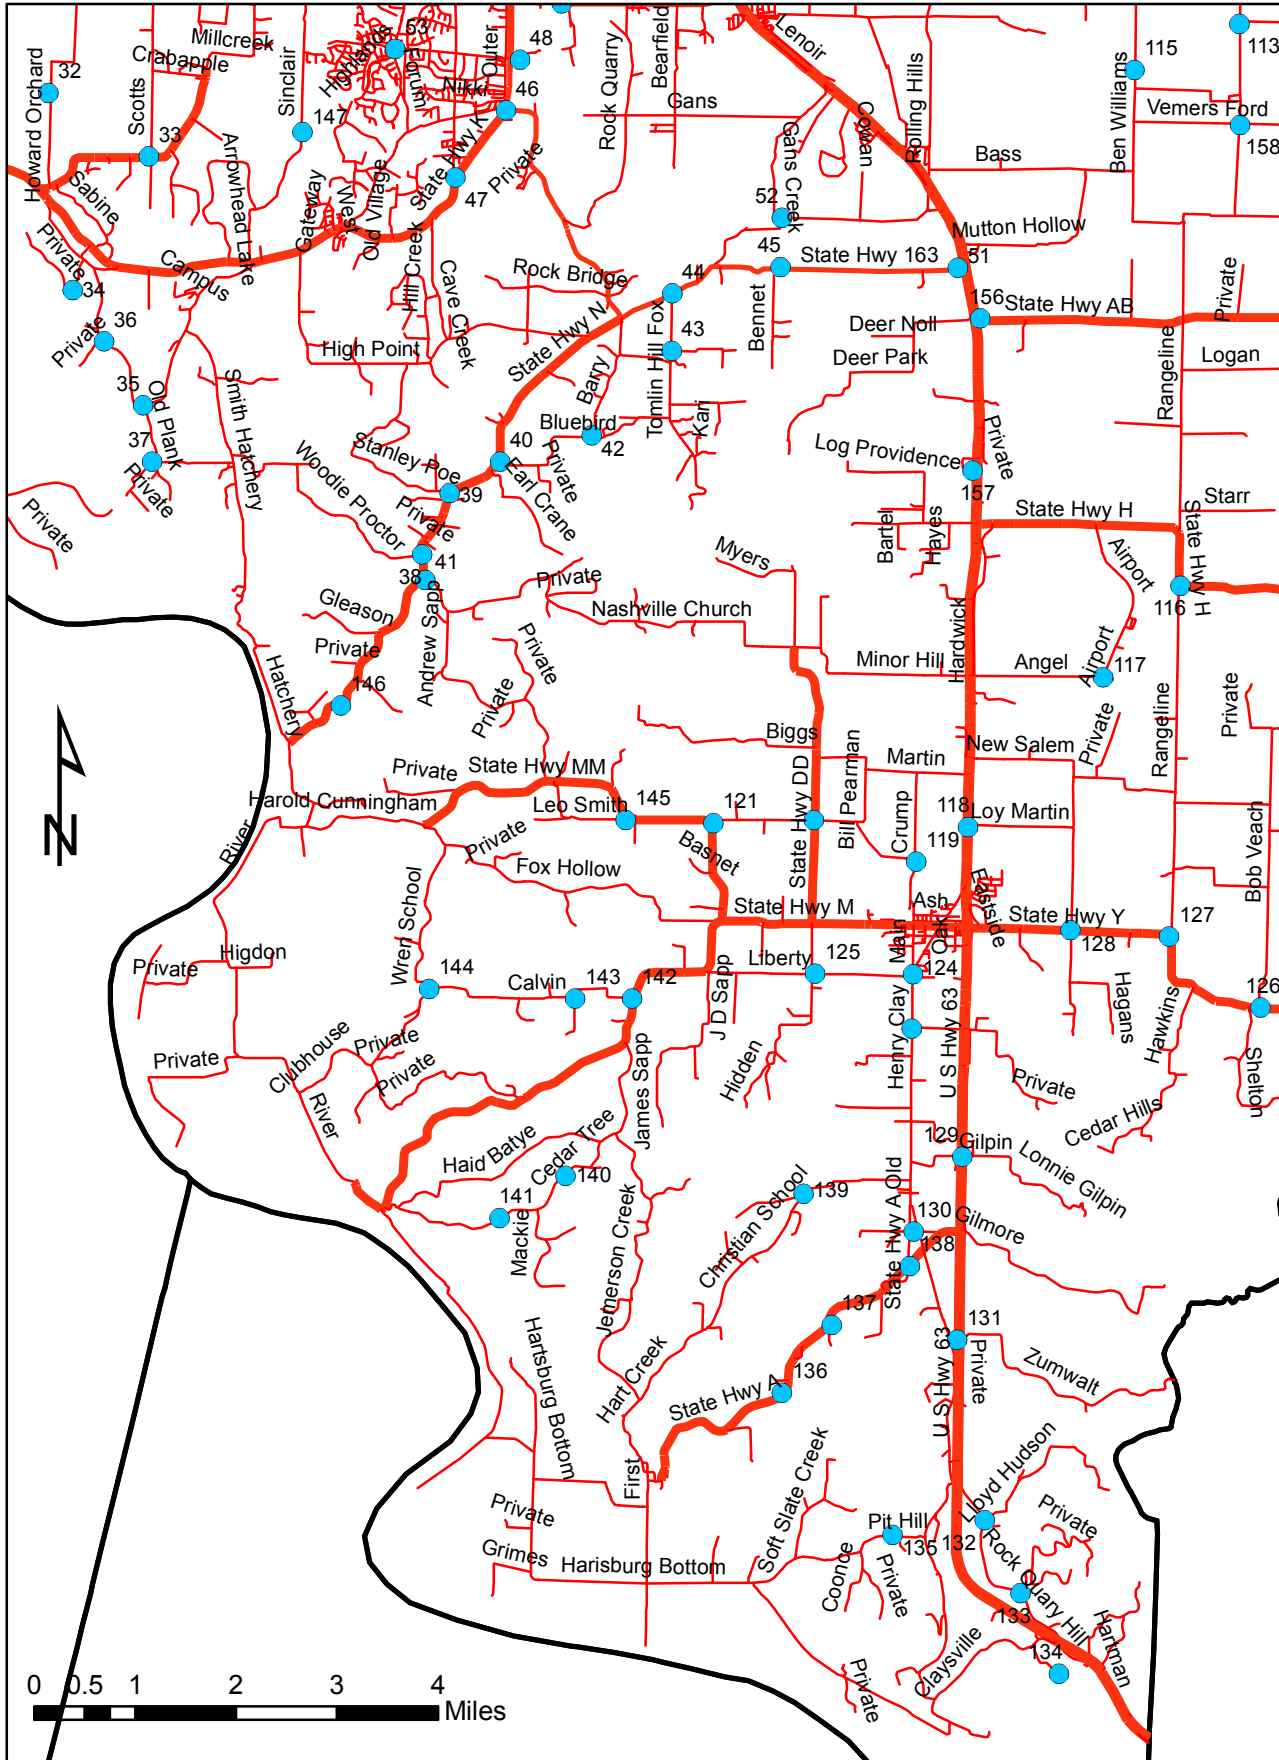 Lenoir
Millcreek
Crabapple
Howard Orchard
32
Scotts
33
Sinclair
147
Highlands
53
Forum
Nikki
Outer
48
46
Rock Quarry
Bearfield
Gans
Cowan
Rolling Hills
Bass
Ben Williams
115
113
Vemers Ford
158
Sabine
Arrowhead Lake
Gateway
West
Old Village
State Hwy K
47
Private
Gans Creek
52
45
State Hwy 163
51
Mutton Hollow
Private
34
Campus
Hill Creek
Cave Creek
Rock Bridge
State Hwy N
44
Tomlin Hill Fox
43
Bennet
156
State Hwy AB
Private
Deer Noll
Deer Park
Rangeline
Logan
36
Private
High Point
Barry
35
Old Plank
Smith Hatchery
37
Private
Private
Woodie Proctor
Stanley Poe
40
Bluebird
42
Kari
Earl Crane
Private
39
Private
41
38
Log Providence
Private
157
State Hwy H
Starr
State Hwy H
Bartel
Hayes
Airport
116
Myers
Private
Gleason
Andrew Sapp
Nashville Church
Hardwick
Private
Private
Private
Minor Hill
Angel
Airport
117
Hatchery
146
Private
Rangeline
Private
Biggs
State Hwy DD
Bill Pearman
Martin
New Salem
State Hwy MM
Private
Harold Cunningham
Leo Smith
145
121
Crump
118
119
Loy Martin
Bob Veach
River
Private
Basnet
Fox Hollow
State Hwy M
Ash
Eastside
State Hwy Y
127
128
Wren School
Higdon
Private
Main
Oak
Liberty
125
124
144
Calvin
143
142
J D Sapp
Henry Clay
U S Hwy 63
Hagans
Hawkins
126
Shelton
Clubhouse
Private
Private
Private
James Sapp
Hidden
Private
Cedar Hills
River
Haid Batye
Cedar Tree
140
129
Gilpin
Lonnie Gilpin
141
Mackie
Jemerson Creek
Christian School
139
State Hwy A Old
130
138
Gilmore
137
131
U S Hwy 63
Private
Zumwalt
Hartsburg Bottom
Hart Creek
State Hwy A
136
First
Soft Slate Creek
Lloyd Hudson
Private
Private
Grimes
Harisburg Bottom
Pit Hill
135
132
Coonce
Private
Rock Quary Hill
133
Hartman
134
Claysville
Private
0 0.5 1 2 3 4
Miles
N